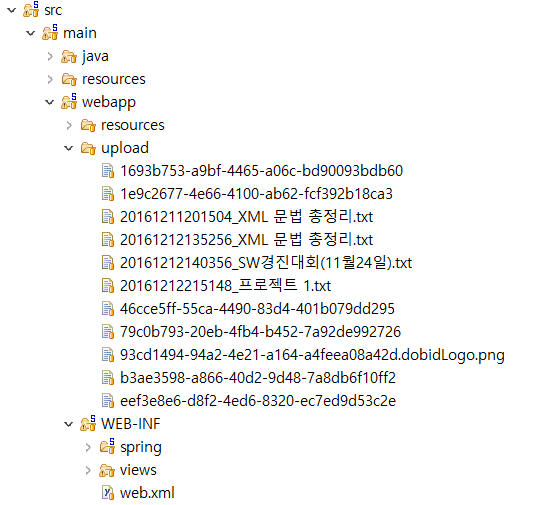 src
main
java
resources
webapp
resources
upload
1693b753-a9bf-4465-a06c-bd90093bdb60
1e9c2677-4e66-4100-ab62-fcf392b18ca3
20161211201504_XML 문법 총정리.txt
20161212135256_XML 문법 총정리.txt
20161212140356_SW경진대회(11월24일).txt
20161212215148_프로젝트 1.txt
46cce5ff-55ca-4490-83d4-401b079dd295
79c0b793-20eb-4fb4-b452-7a92de992726
93cd1494-94a2-4e21-a164-a4feea08a42d.dobidLogo.png
b3ae3598-a866-40d2-9d48-7a8db6f10ff2
eef3e8e6-d8f2-4ed6-8320-ec7ed9d53c2e
WEB-INF
spring
views
web.xml